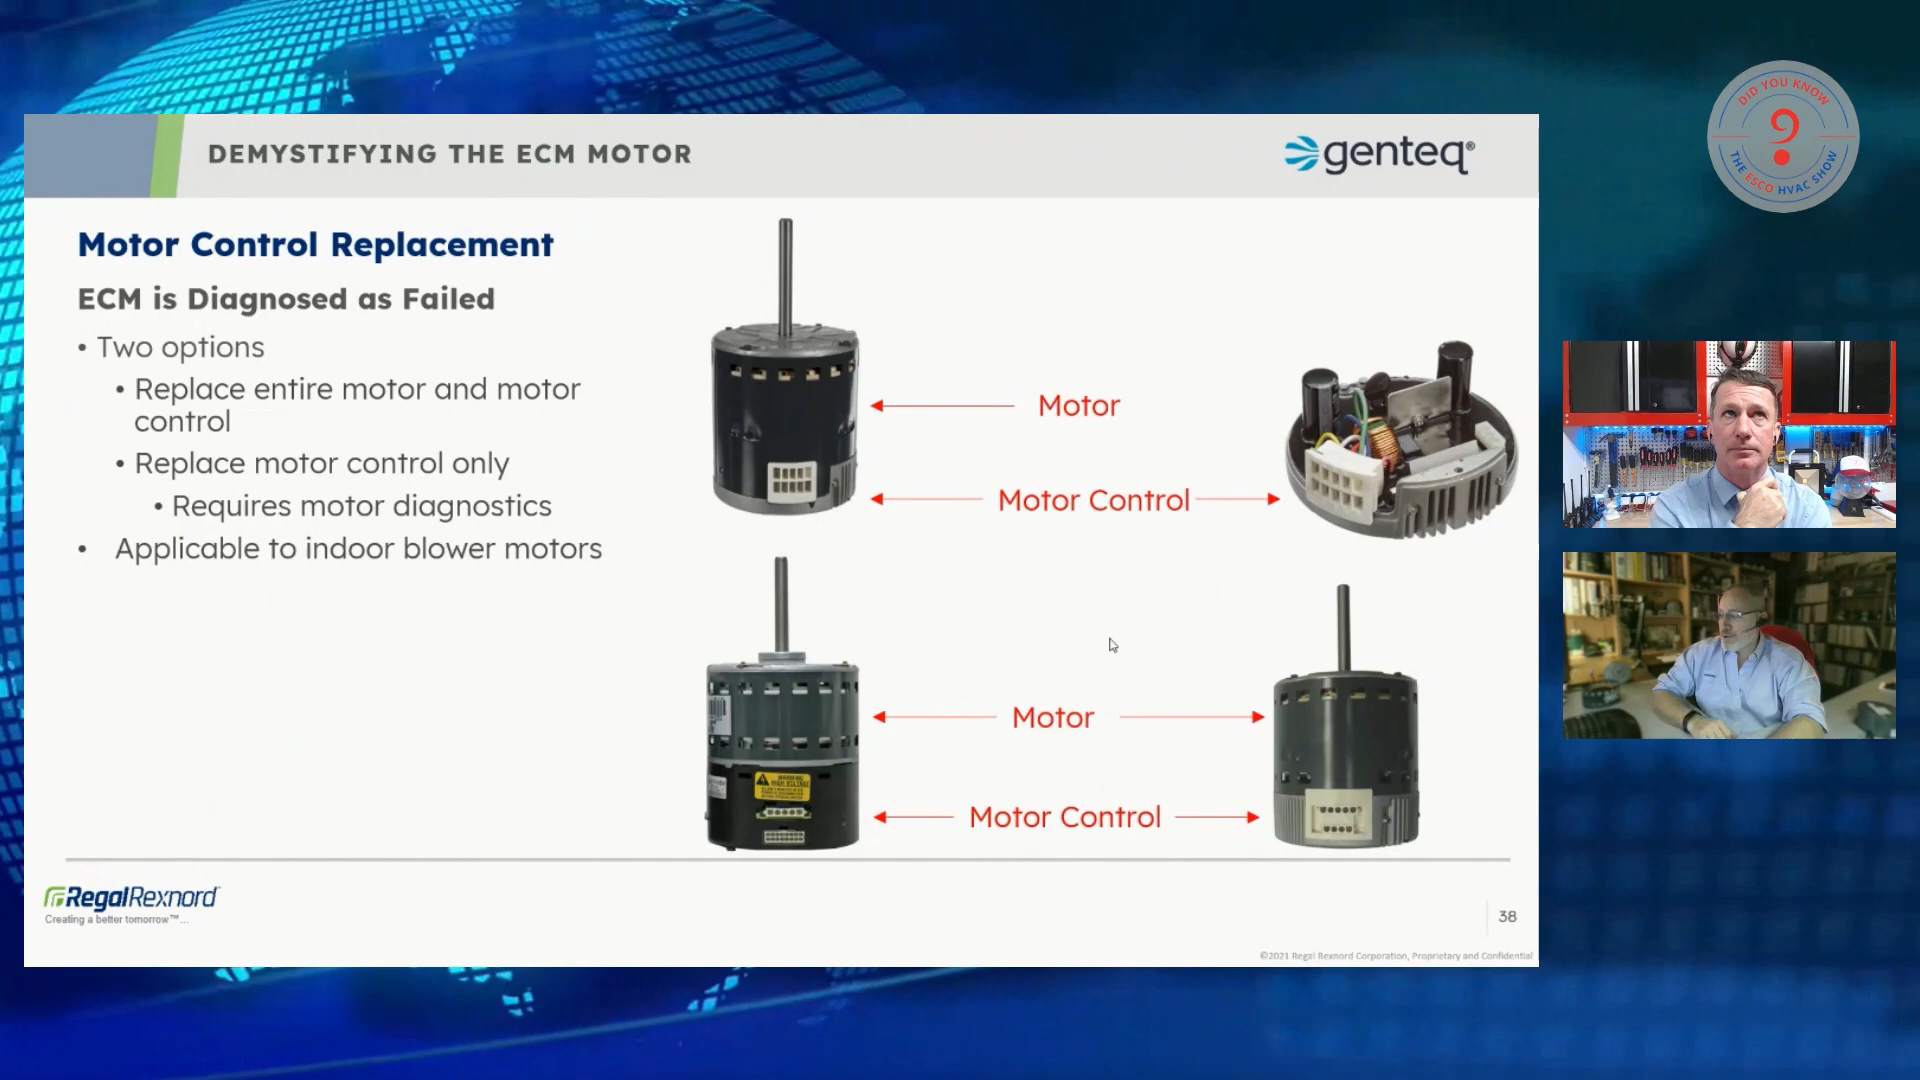 DID YOU KNOW
?
THE ESCO HVAC SHOW
DEMYSTIFYING THE ECM MOTOR
genteq®
Motor Control Replacement
ECM is Diagnosed as Failed
• Two options
• Replace entire motor and motor
control
• Replace motor control only
• Requires motor diagnostics
• Applicable to indoor blower motors
Motor
Motor Control
Motor
Motor Control
WARNING
HIGH VOLTAGE
RegalRexnord
Creating a better tomorrow™...
38
©2021 Regal Rexnord Corporation, Proprietary and Confidential